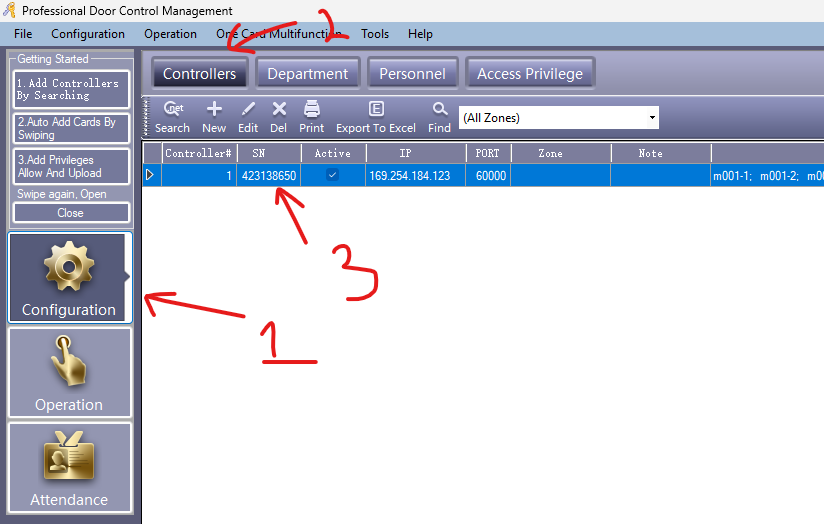 Professional Door Control Management
File Configuration Operation One Card Multifunction Tools Help
Getting Started
1.Add Controllers
By Searching
2.Auto Add Cards By
Swiping
3.Add Privileges
Allow And Upload
Swipe again, Open
Close
Configuration
Operation
Attendance
Controllers Department Personnel Access Privilege
Search New Edit Del Print Export To Excel Find (All Zones)
Controller# SN Active IP PORT Zone Note
1 423138650 169.254.184.123 60000 m001-1; m001-2; m00
2
3
1